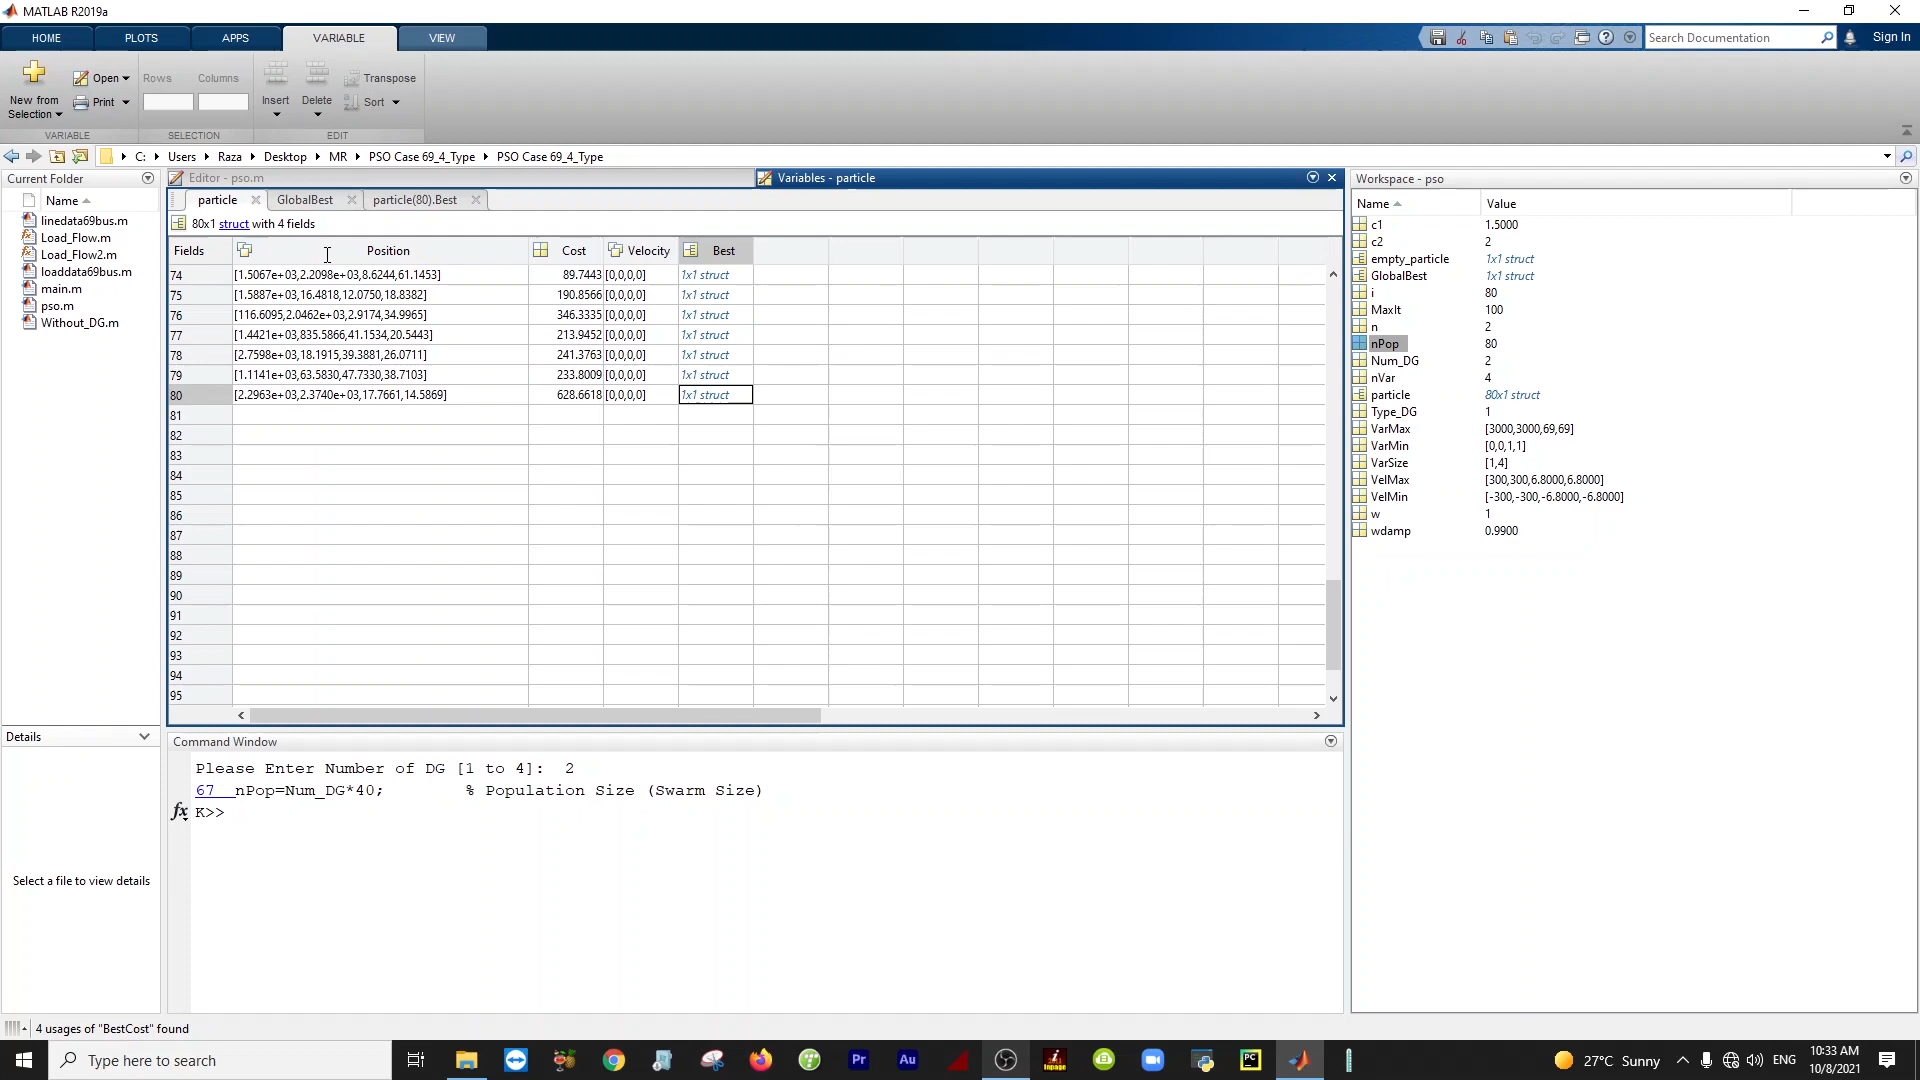 MATLAB R2019a
HOME PLOTS APPS VARIABLE VIEW
Search Documentation Sign In
New from Selection Open Print Rows Columns Insert Delete Transpose Sort
VARIABLE SELECTION EDIT
C: Users Raza Desktop MR PSO Case 69_4_Type PSO Case 69_4_Type
Current Folder
Name
linedata69bus.m
Load_Flow.m
Load_Flow2.m
loaddata69bus.m
main.m
pso.m
Without_DG.m
Details
Select a file to view details
Editor - pso.m Variables - particle
particle GlobalBest particle(80).Best
80x1 struct with 4 fields
Fields Position Cost Velocity Best
74 [1.5067e+03,2.2098e+03,8.6244,61.1453] 89.7443 [0,0,0,0] 1x1 struct
75 [1.5887e+03,16.4818,12.0750,18.8382] 190.8566 [0,0,0,0] 1x1 struct
76 [116.6095,2.0462e+03,2.9174,34.9965] 346.3335 [0,0,0,0] 1x1 struct
77 [1.4421e+03,835.5866,41.1534,20.5443] 213.9452 [0,0,0,0] 1x1 struct
78 [2.7598e+03,18.1915,39.3881,26.0711] 241.3763 [0,0,0,0] 1x1 struct
79 [1.1141e+03,63.5830,47.7330,38.7103] 233.8009 [0,0,0,0] 1x1 struct
80 [2.2963e+03,2.3740e+03,17.7661,14.5869] 628.6618 [0,0,0,0] 1x1 struct
81
82
83
84
85
86
87
88
89
90
91
92
93
94
95
Command Window
Please Enter Number of DG [1 to 4]: 2
67 nPop=Num_DG*40; % Population Size (Swarm Size)
fx K>>
Workspace - pso
Name Value
c1 1.5000
c2 2
empty_particle 1x1 struct
GlobalBest 1x1 struct
i 80
MaxIt 100
n 2
nPop 80
Num_DG 2
nVar 4
particle 80x1 struct
Type_DG 1
VarMax [3000,3000,69,69]
VarMin [0,0,1,1]
VarSize [1,4]
VelMax [300,300,6.8000,6.8000]
VelMin [-300,-300,-6.8000,-6.8000]
w 1
wdamp 0.9900
4 usages of "BestCost" found
Type here to search
Pr Au PC
27°C Sunny ENG 10:33 AM
10/8/2021